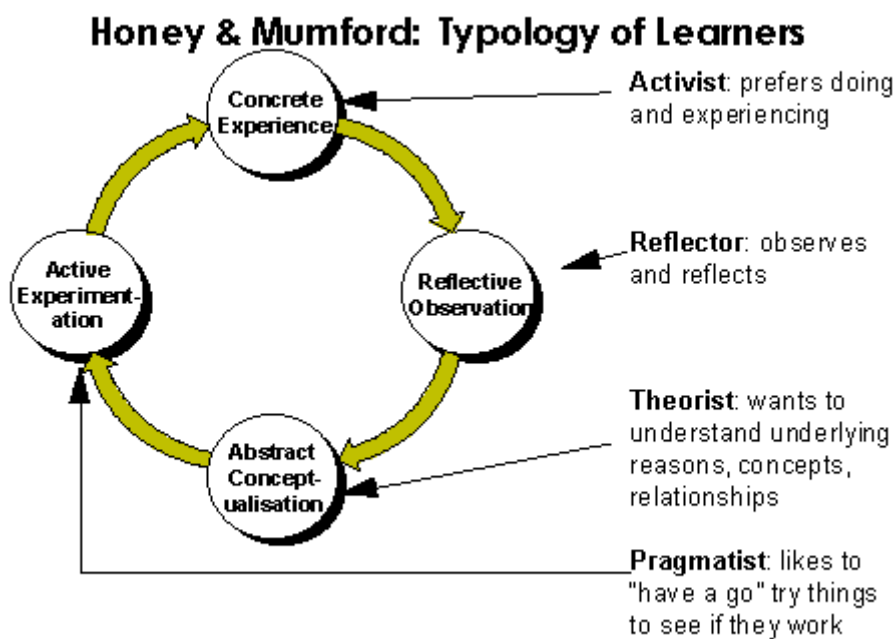 Honey & Mumford: Typology of Learners
Concrete
Experience
Activist: prefers doing
and experiencing
Active
Experiment-
ation
Reflective
Observation
Reflector: observes
and reflects
Abstract
Concept-
ualisation
Theorist: wants to
understand underlying
reasons, concepts,
relationships
Pragmatist: likes to
"have a go" try things
to see if they work